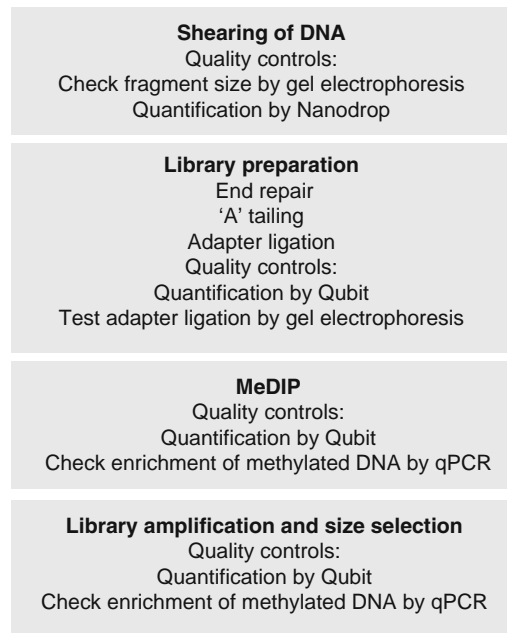 Shearing of DNA
Quality controls:
Check fragment size by gel electrophoresis
Quantification by Nanodrop
Library preparation
End repair
‘A’ tailing
Adapter ligation
Quality controls:
Quantification by Qubit
Test adapter ligation by gel electrophoresis
MeDIP
Quality controls:
Quantification by Qubit
Check enrichment of methylated DNA by qPCR
Library amplification and size selection
Quality controls:
Quantification by Qubit
Check enrichment of methylated DNA by qPCR